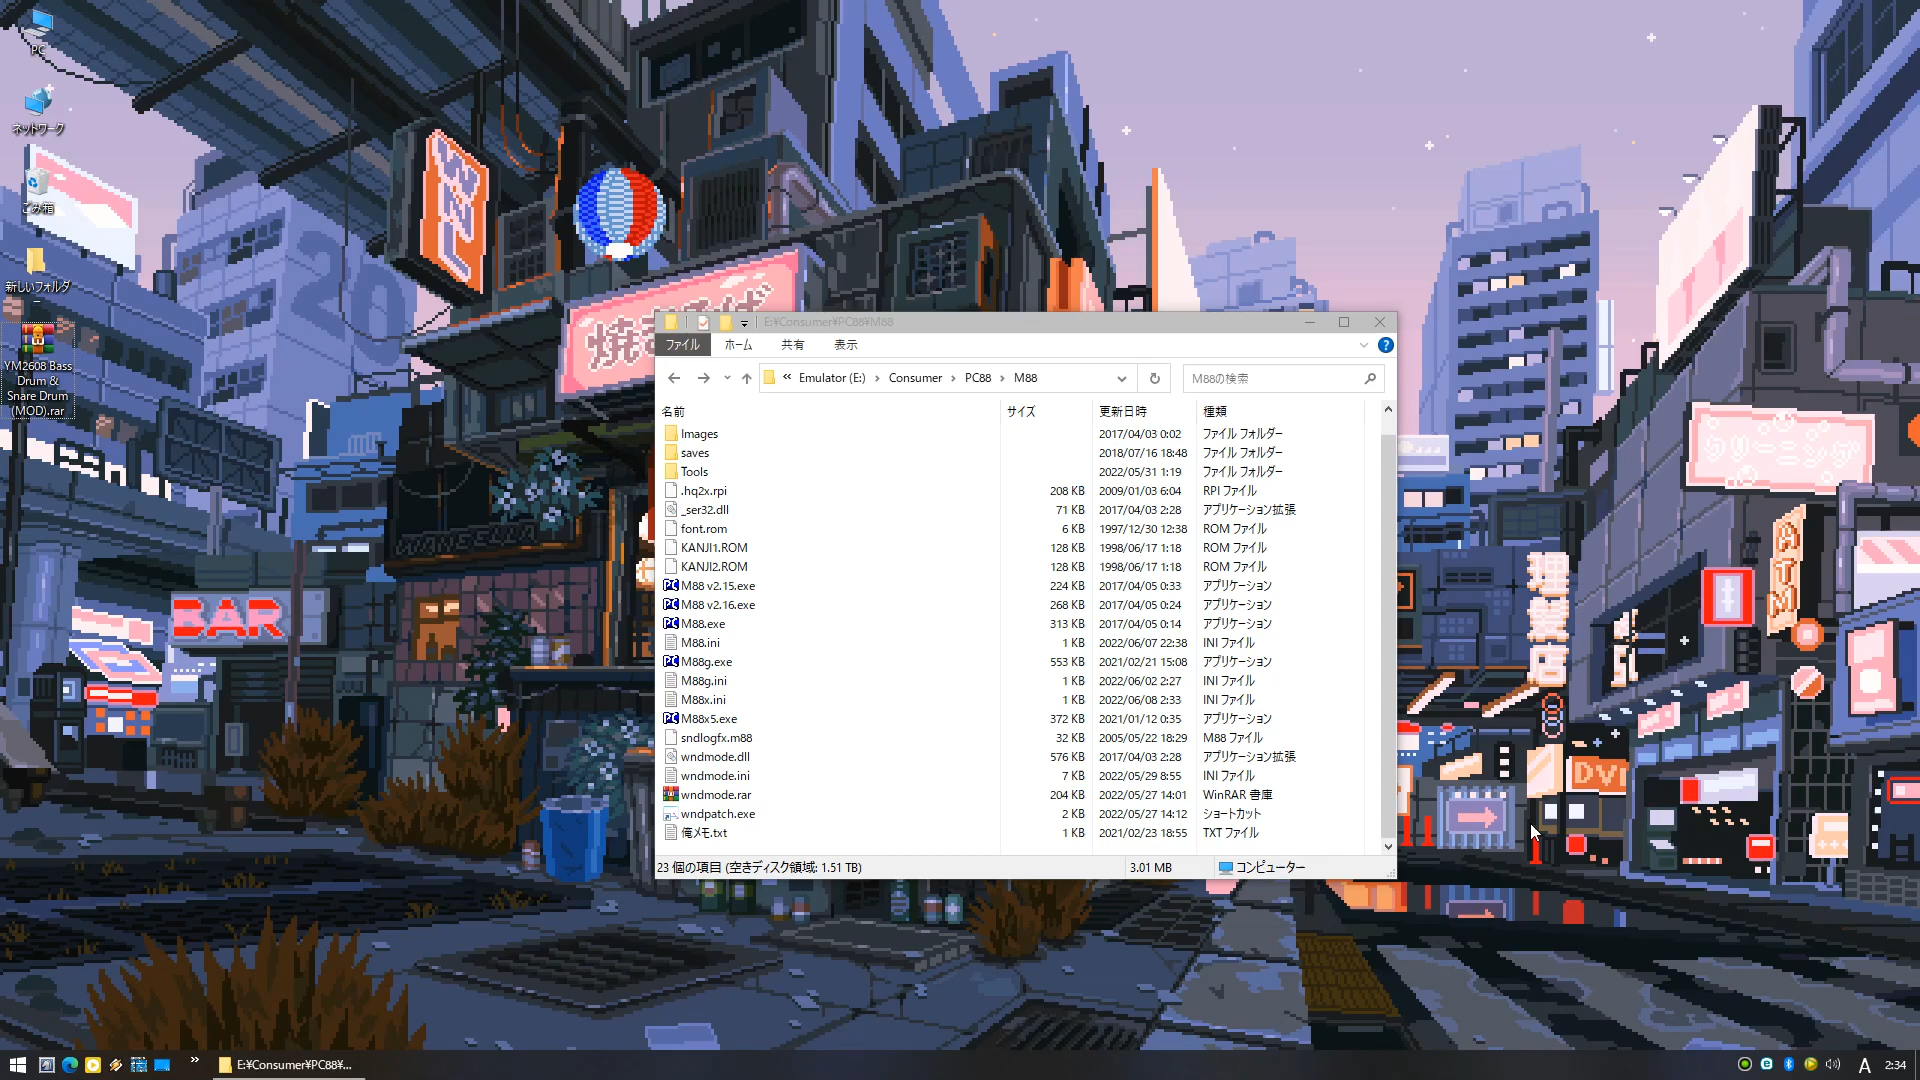 PC
ネットワーク
ごみ箱
新しいフォルダ
ー
YM2608 Bass
Drum &
Snare Drum
(MOD).rar
20
BAR
焼き
クリーニング
理髪店
DVD
E:¥Consumer¥PC88¥M88
ファイル ホーム 共有 表示
« Emulator (E:) › Consumer › PC88 › M88
M88の検索
名前 サイズ 更新日時 種類
Images 2017/04/03 0:02 ファイル フォルダー
saves 2018/07/16 18:48 ファイル フォルダー
Tools 2022/05/31 1:19 ファイル フォルダー
.hq2x.rpi 208 KB 2009/01/03 6:04 RPI ファイル
_ser32.dll 71 KB 2017/04/03 2:28 アプリケーション拡張
font.rom 6 KB 1997/12/30 12:38 ROM ファイル
KANJI1.ROM 128 KB 1998/06/17 1:18 ROM ファイル
KANJI2.ROM 128 KB 1998/06/17 1:18 ROM ファイル
M88 v2.15.exe 224 KB 2017/04/05 0:33 アプリケーション
M88 v2.16.exe 268 KB 2017/04/05 0:24 アプリケーション
M88.exe 313 KB 2017/04/05 0:14 アプリケーション
M88.ini 1 KB 2022/06/07 22:38 INI ファイル
M88g.exe 553 KB 2021/02/21 15:08 アプリケーション
M88g.ini 1 KB 2022/06/02 2:27 INI ファイル
M88x.ini 1 KB 2022/06/08 2:33 INI ファイル
M88x5.exe 372 KB 2021/01/12 0:35 アプリケーション
sndlogfx.m88 32 KB 2005/05/22 18:29 M88 ファイル
wndmode.dll 576 KB 2017/04/03 2:28 アプリケーション拡張
wndmode.ini 7 KB 2022/05/29 8:55 INI ファイル
wndmode.rar 204 KB 2022/05/27 14:01 WinRAR 書庫
wndpatch.exe 2 KB 2022/05/27 14:12 ショートカット
俺メモ.txt 1 KB 2021/02/23 18:55 TXT ファイル
23 個の項目 (空きディスク領域: 1.51 TB) 3.01 MB コンピューター
E:¥Consumer¥PC88¥...
A 2:34